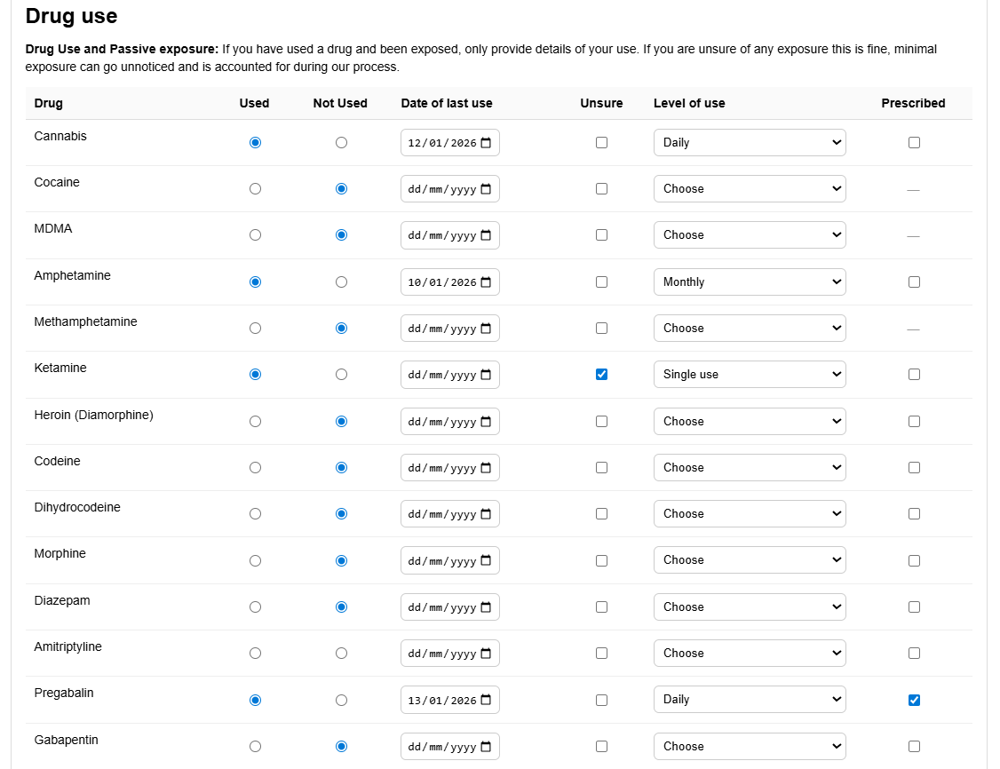 Drug use
Drug Use and Passive exposure: If you have used a drug and been exposed, only provide details of your use. If you are unsure of any exposure this is fine, minimal
exposure can go unnoticed and is accounted for during our process.
Drug Used Not Used Date of last use Unsure Level of use Prescribed
Cannabis 12/01/2026 Daily
Cocaine dd/mm/yyyy Choose —
MDMA dd/mm/yyyy Choose —
Amphetamine 10/01/2026 Monthly
Methamphetamine dd/mm/yyyy Choose —
Ketamine dd/mm/yyyy Single use
Heroin (Diamorphine) dd/mm/yyyy Choose
Codeine dd/mm/yyyy Choose
Dihydrocodeine dd/mm/yyyy Choose
Morphine dd/mm/yyyy Choose
Diazepam dd/mm/yyyy Choose
Amitriptyline dd/mm/yyyy Choose
Pregabalin 13/01/2026 Daily
Gabapentin dd/mm/yyyy Choose